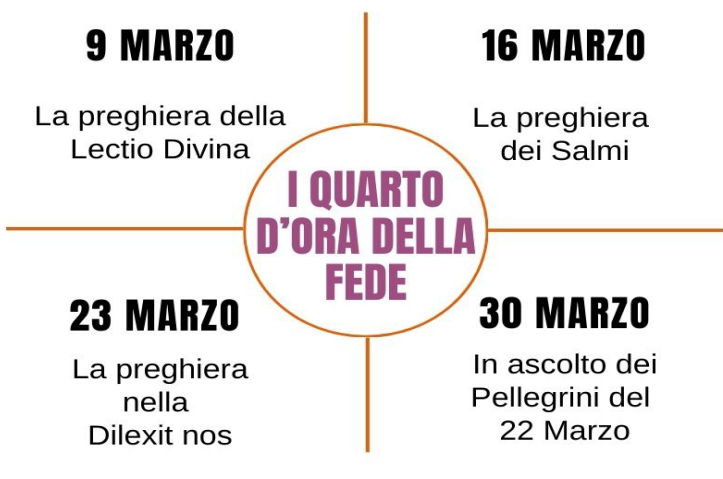 9 MARZO
La preghiera della
Lectio Divina
16 MARZO
La preghiera
dei Salmi
I QUARTO
D’ORA DELLA
FEDE
23 MARZO
La preghiera
nella
Dilexit nos
30 MARZO
In ascolto dei
Pellegrini del
22 Marzo